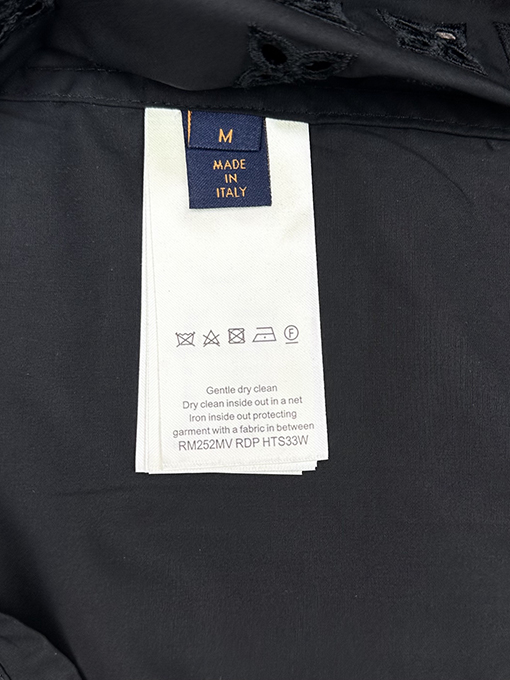 M
MADE
IN
ITALY
F
Gentle dry clean
Dry clean inside out in a net
Iron inside out protecting
garment with a fabric in between
RM252MV RDP HTS33W